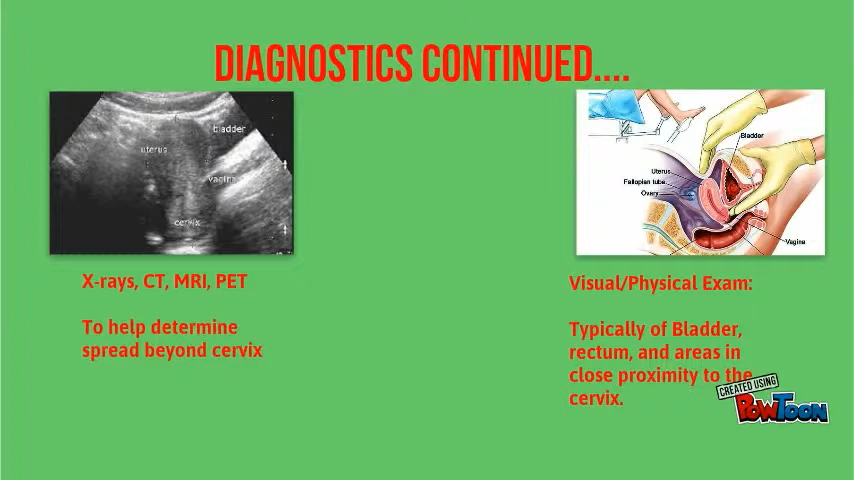 DIAGNOSTICS CONTINUED....
bladder
uterus
vagina
cervix
X-rays, CT, MRI, PET
To help determine
spread beyond cervix
Bladder
Uterus
Fallopian tube
Ovary
Vagina
Visual/Physical Exam:
Typically of Bladder,
rectum, and areas in
close proximity to the
cervix.
CREATED USING
POWTOON